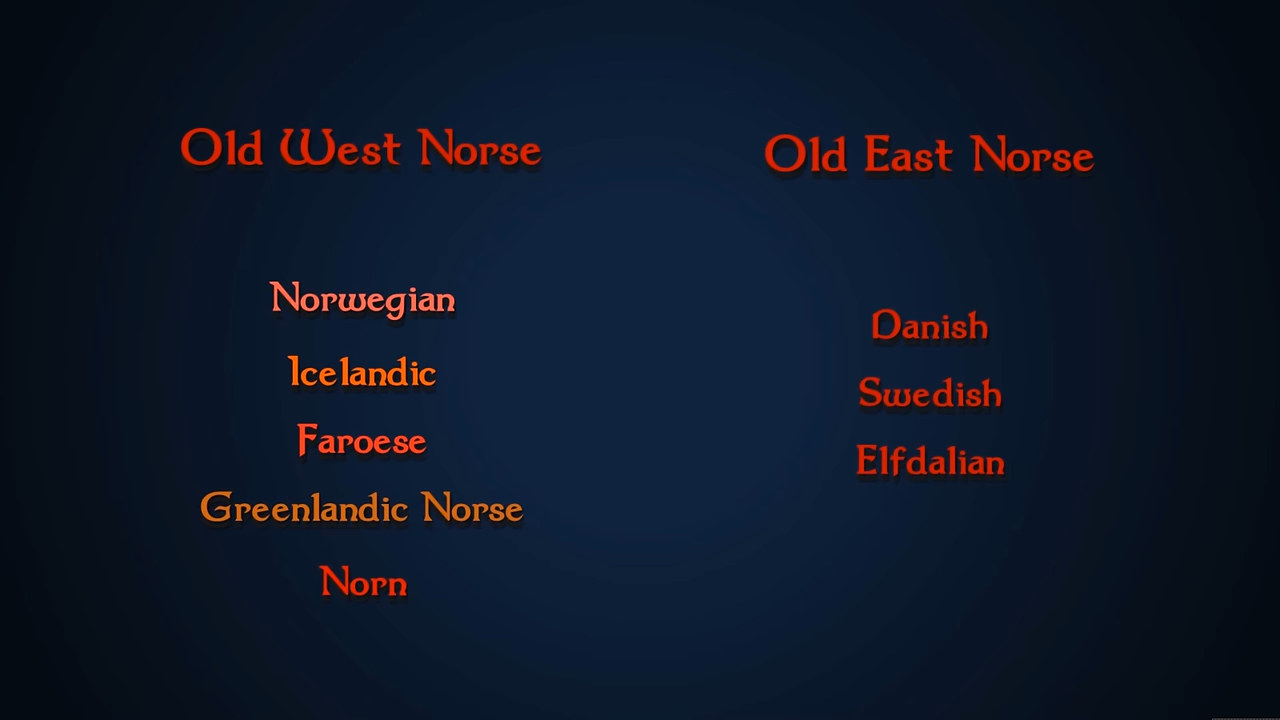 Old West Norse
Norwegian
Icelandic
Faroese
Greenlandic Norse
Norn
Old East Norse
Danish
Swedish
Elfdalian